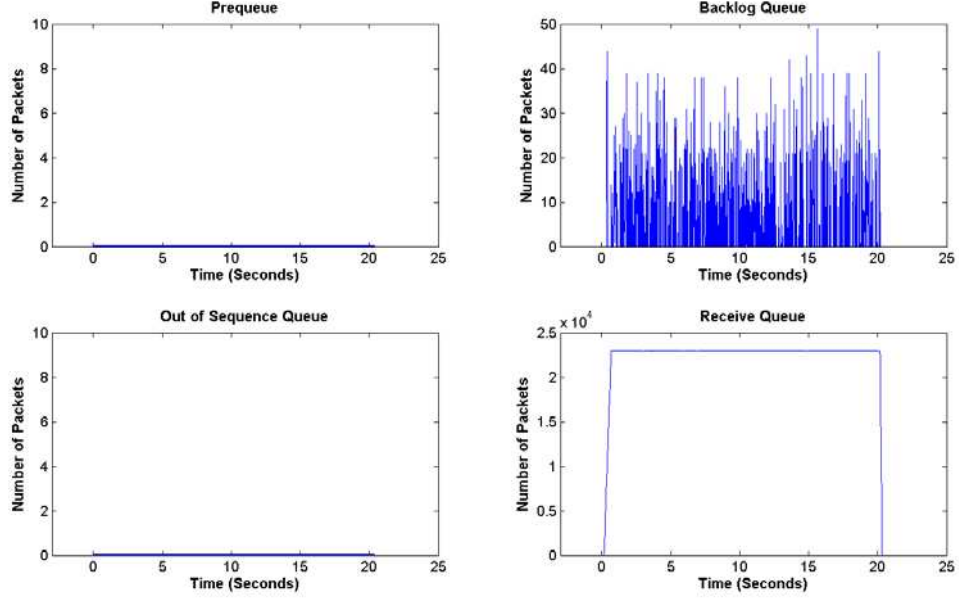 Prequeue
Number of Packets
10
8
6
4
2
0
0 5 10 15 20 25
Time (Seconds)
Backlog Queue
Number of Packets
50
40
30
20
10
0
0 5 10 15 20 25
Time (Seconds)
Out of Sequence Queue
Number of Packets
10
8
6
4
2
0
0 5 10 15 20 25
Time (Seconds)
Receive Queue
x 10^4
Number of Packets
2.5
2
1.5
1
0.5
0
0 5 10 15 20 25
Time (Seconds)